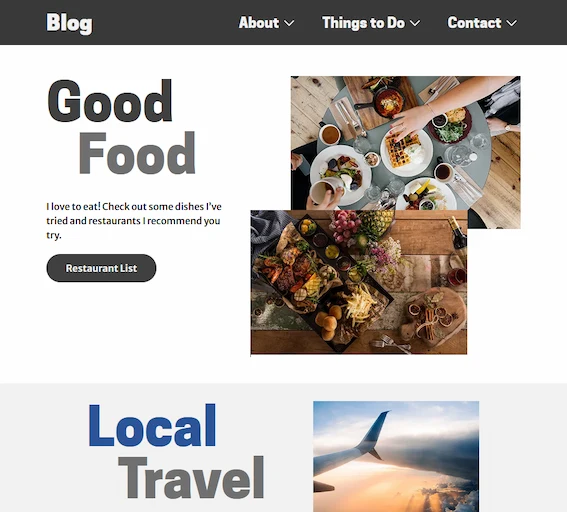 Blog
About
Things to Do
Contact
Good
Food
I love to eat! Check out some dishes I've
tried and restaurants I recommend you
try.
Restaurant List
Local
Travel